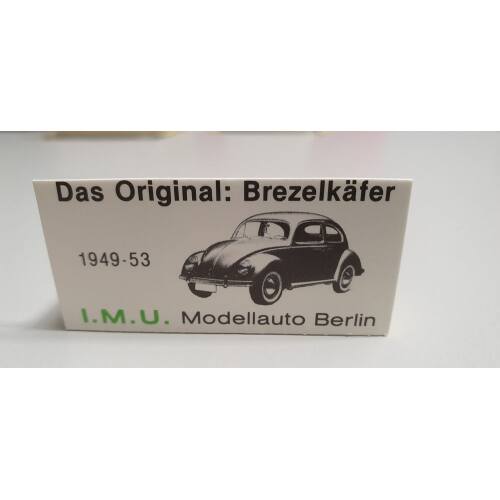 Das Original: Brezelkäfer
1949-53
I.M.U. Modellauto Berlin